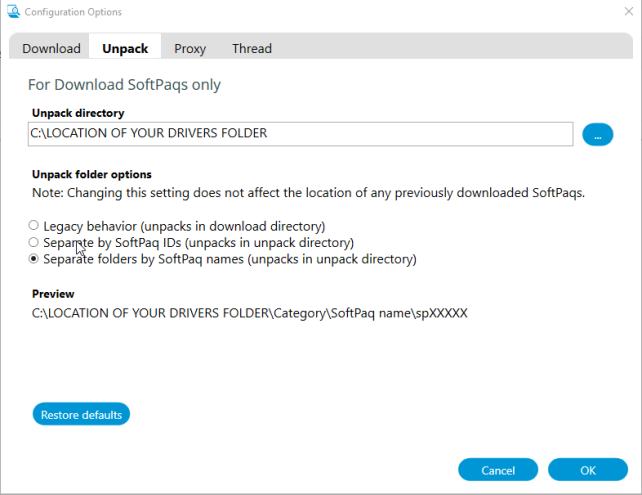 Configuration Options
Download Unpack Proxy Thread
For Download SoftPaqs only
Unpack directory
C:\LOCATION OF YOUR DRIVERS FOLDER
...
Unpack folder options
Note: Changing this setting does not affect the location of any previously downloaded SoftPaqs.
Legacy behavior (unpacks in download directory)
Separate by SoftPaq IDs (unpacks in unpack directory)
Separate folders by SoftPaq names (unpacks in unpack directory)
Preview
C:\LOCATION OF YOUR DRIVERS FOLDER\Category\SoftPaq name\spXXXXX
Restore defaults
Cancel OK